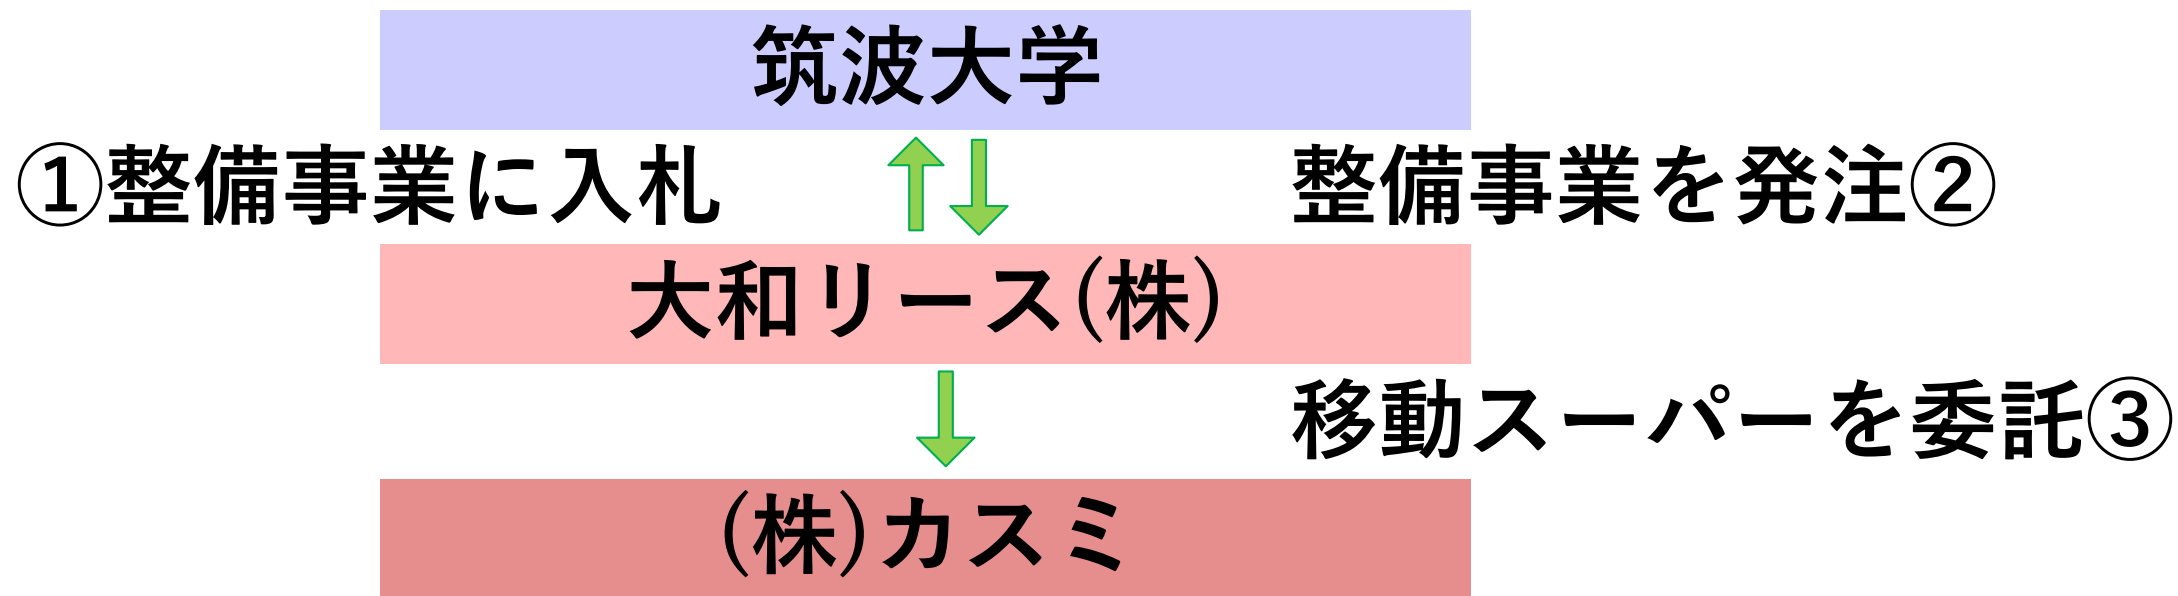 筑波大学
①整備事業に入札
整備事業を発注②
大和リース(株)
移動スーパーを委託③
(株)カスミ